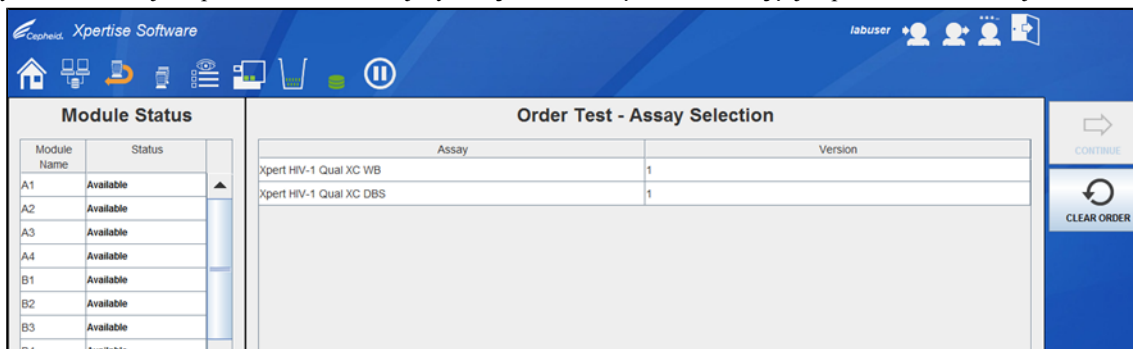 Cepheid. Xpertise Software
labuser
Module Status
Module Name Status
A1 Available
A2 Available
A3 Available
A4 Available
B1 Available
B2 Available
B3 Available
Order Test - Assay Selection
Assay Version
Xpert HIV-1 Qual XC WB 1
Xpert HIV-1 Qual XC DBS 1
CONTINUE
CLEAR ORDER